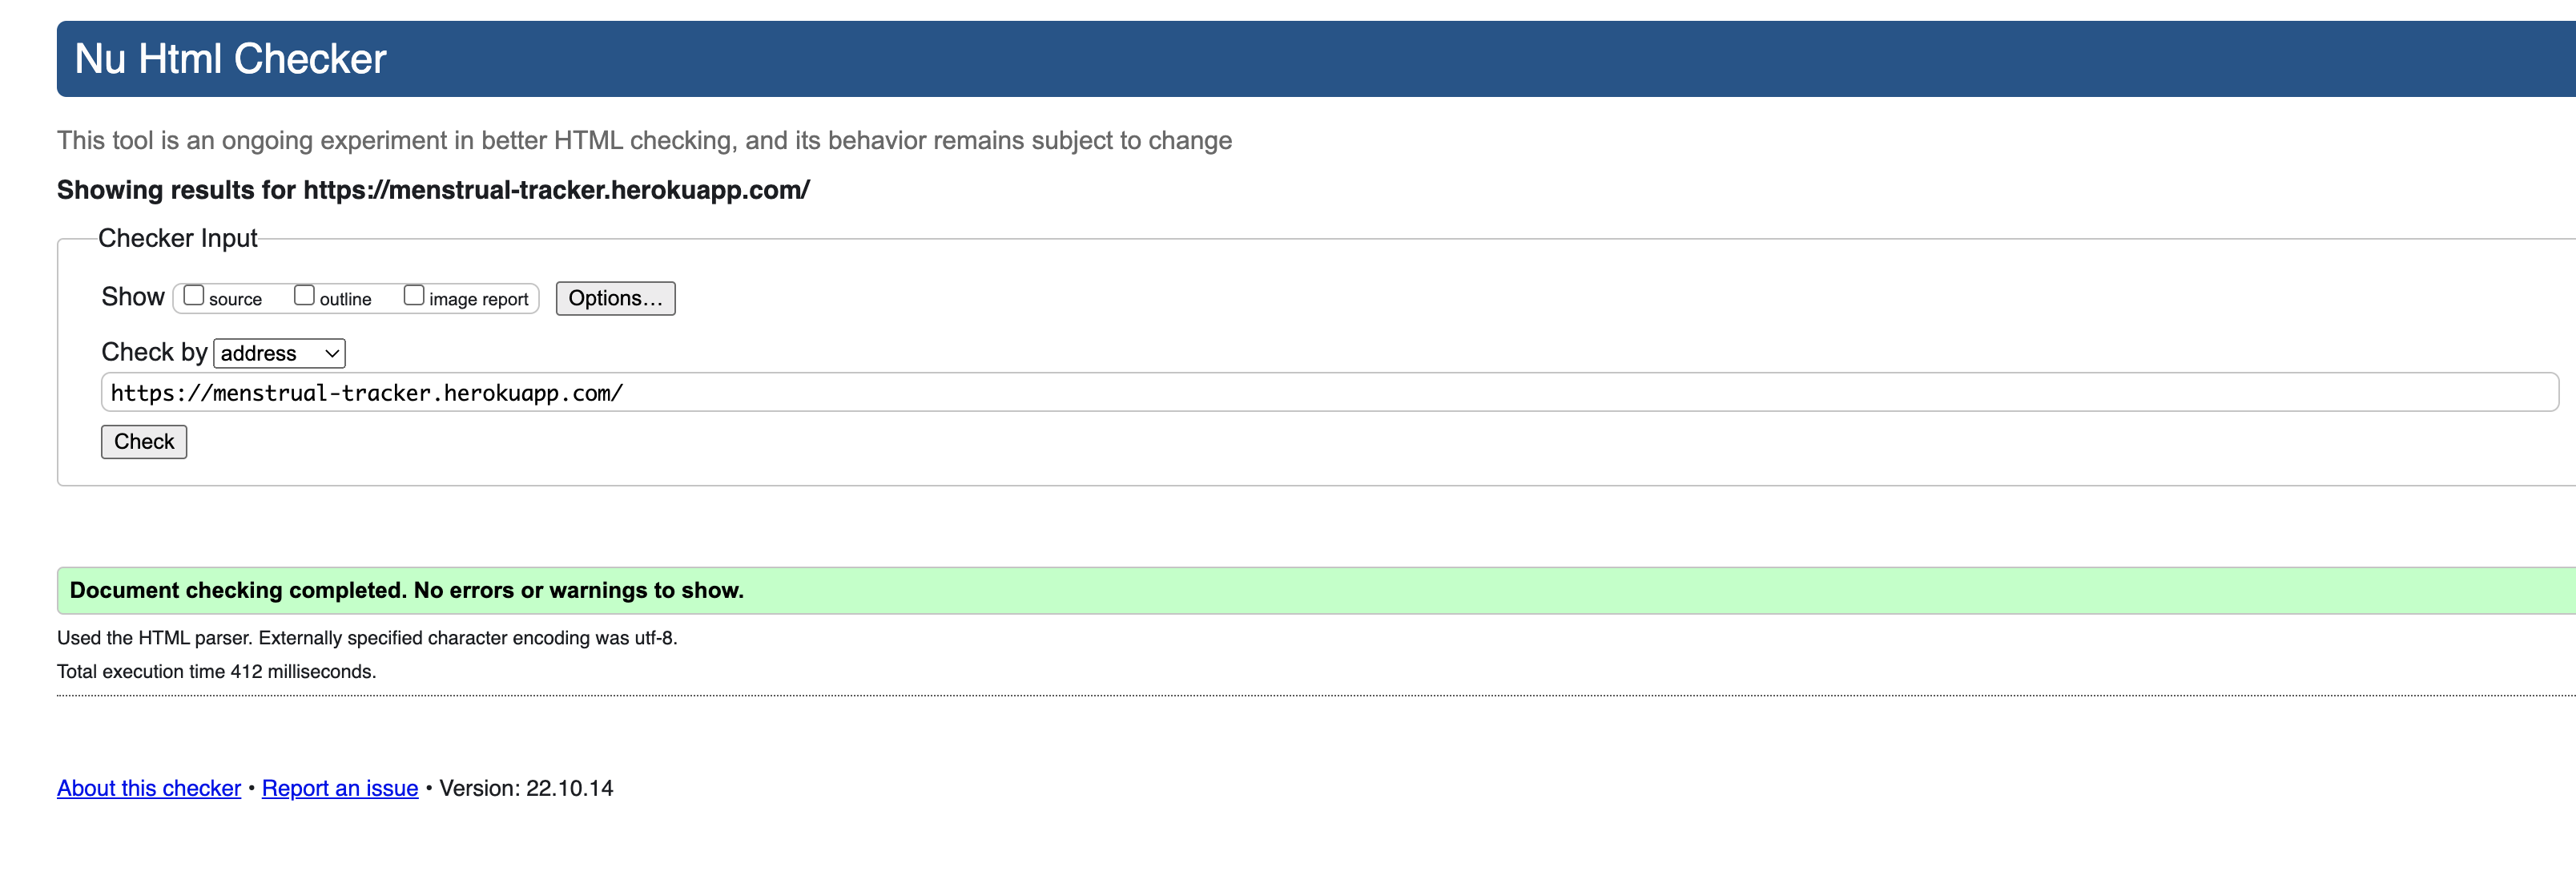 Nu Html Checker
This tool is an ongoing experiment in better HTML checking, and its behavior remains subject to change
Showing results for https://menstrual-tracker.herokuapp.com/
Checker Input
Show source outline image report Options...
Check by address
https://menstrual-tracker.herokuapp.com/
Check
Document checking completed. No errors or warnings to show.
Used the HTML parser. Externally specified character encoding was utf-8.
Total execution time 412 milliseconds.
About this checker • Report an issue • Version: 22.10.14